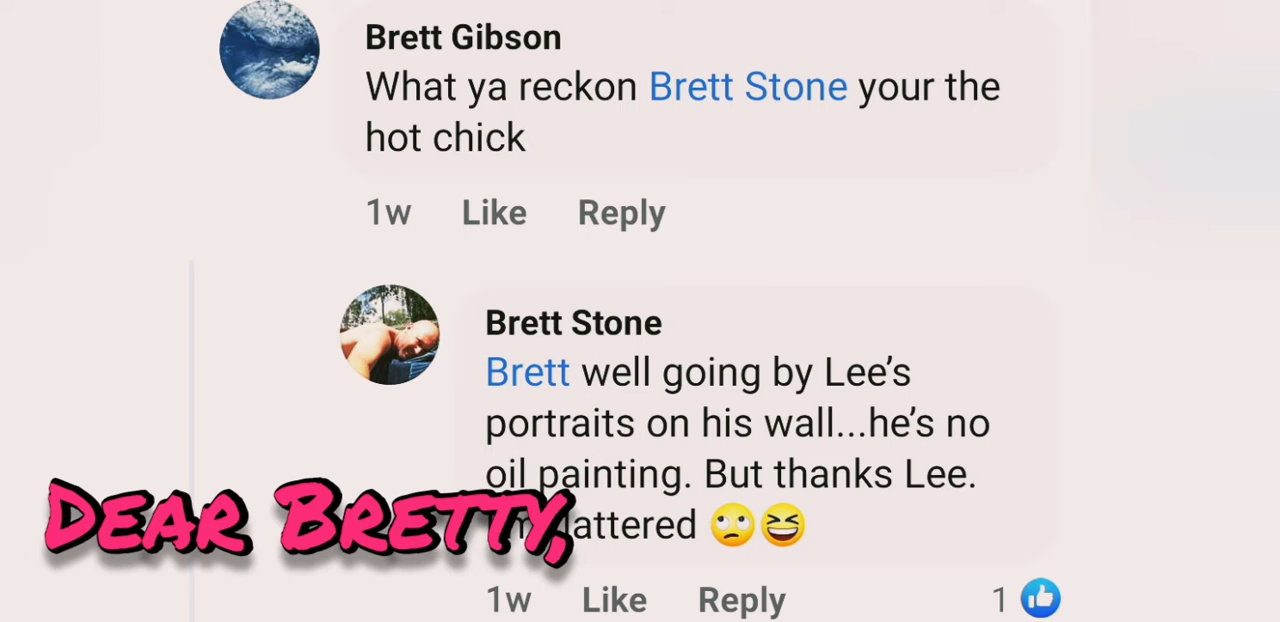 Brett Gibson
What ya reckon Brett Stone your the
hot chick
1w Like Reply
Brett Stone
Brett well going by Lee’s
portraits on his wall...he’s no
oil painting. But thanks Lee.
flattered 🙄😆
DEAR BRETTY,
1w Like Reply 1